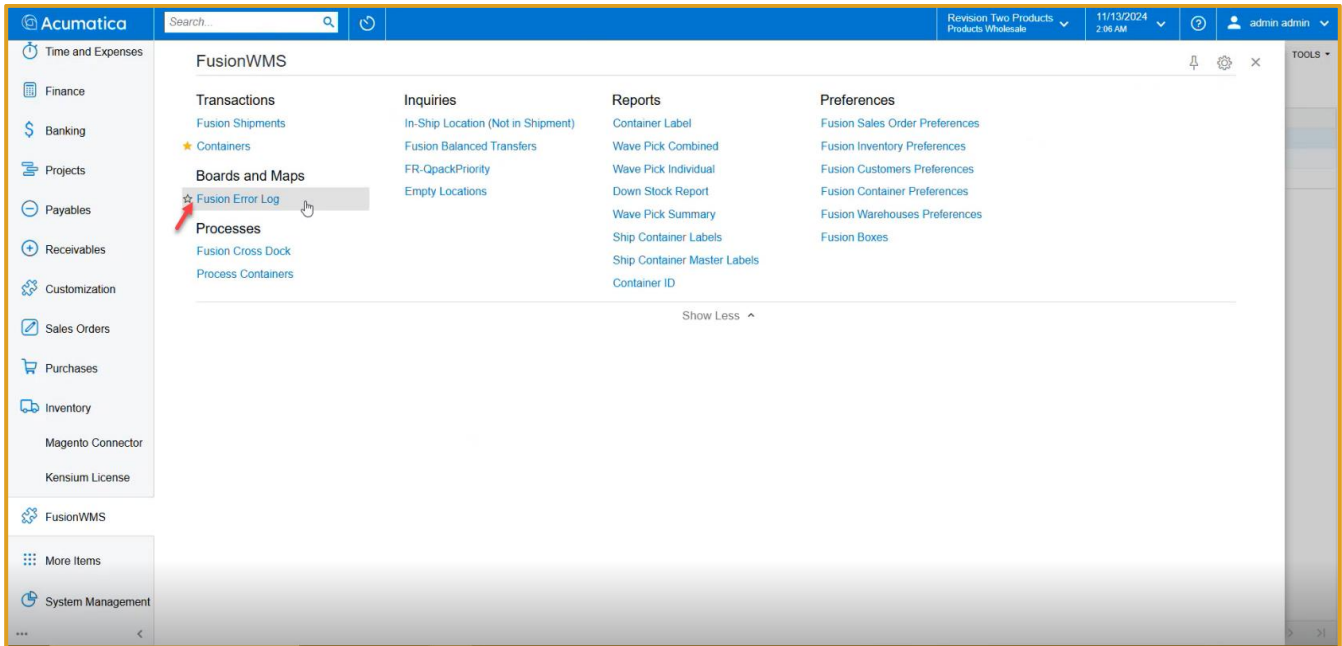 Acumatica
Search...
Revision Two Products
Products Wholesale
11/13/2024
2:06 AM
admin admin
Time and Expenses
Finance
Banking
Projects
Payables
Receivables
Customization
Sales Orders
Purchases
Inventory
Magento Connector
Kensium License
FusionWMS
More Items
System Management
FusionWMS
TOOLS
Transactions
Fusion Shipments
Containers
Boards and Maps
Fusion Error Log
Processes
Fusion Cross Dock
Process Containers
Inquiries
In-Ship Location (Not in Shipment)
Fusion Balanced Transfers
FR-QpackPriority
Empty Locations
Reports
Container Label
Wave Pick Combined
Wave Pick Individual
Down Stock Report
Wave Pick Summary
Ship Container Labels
Ship Container Master Labels
Container ID
Preferences
Fusion Sales Order Preferences
Fusion Inventory Preferences
Fusion Customers Preferences
Fusion Container Preferences
Fusion Warehouses Preferences
Fusion Boxes
Show Less